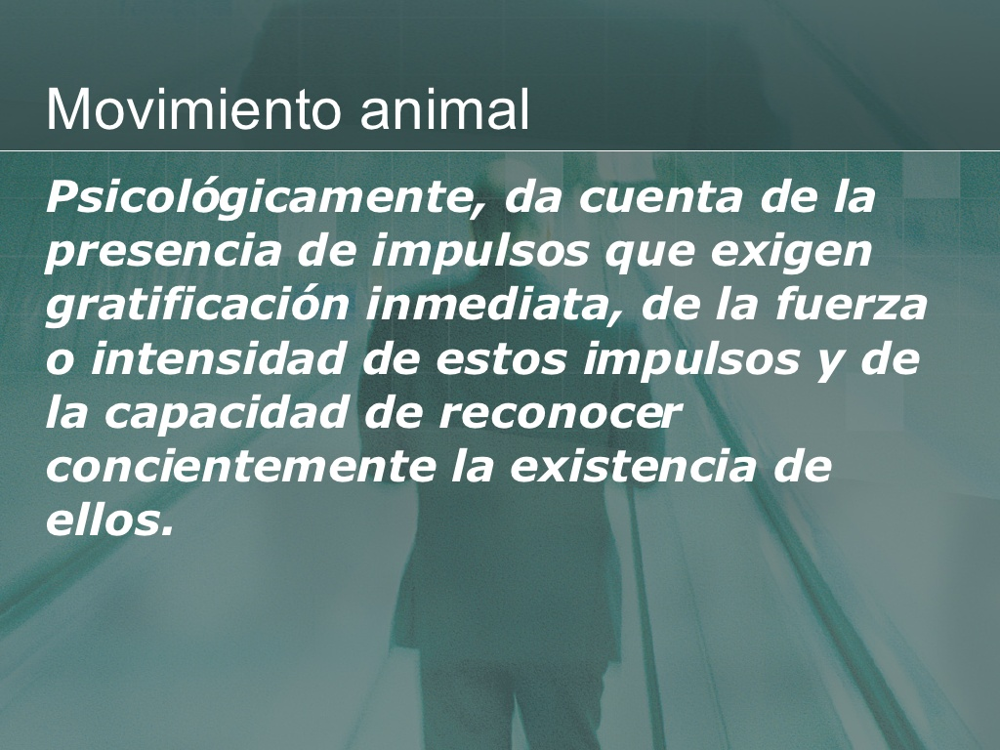 Movimiento animal
Psicológicamente, da cuenta de la
presencia de impulsos que exigen
gratificación inmediata, de la fuerza
o intensidad de estos impulsos y de
la capacidad de reconocer
concientemente la existencia de
ellos.